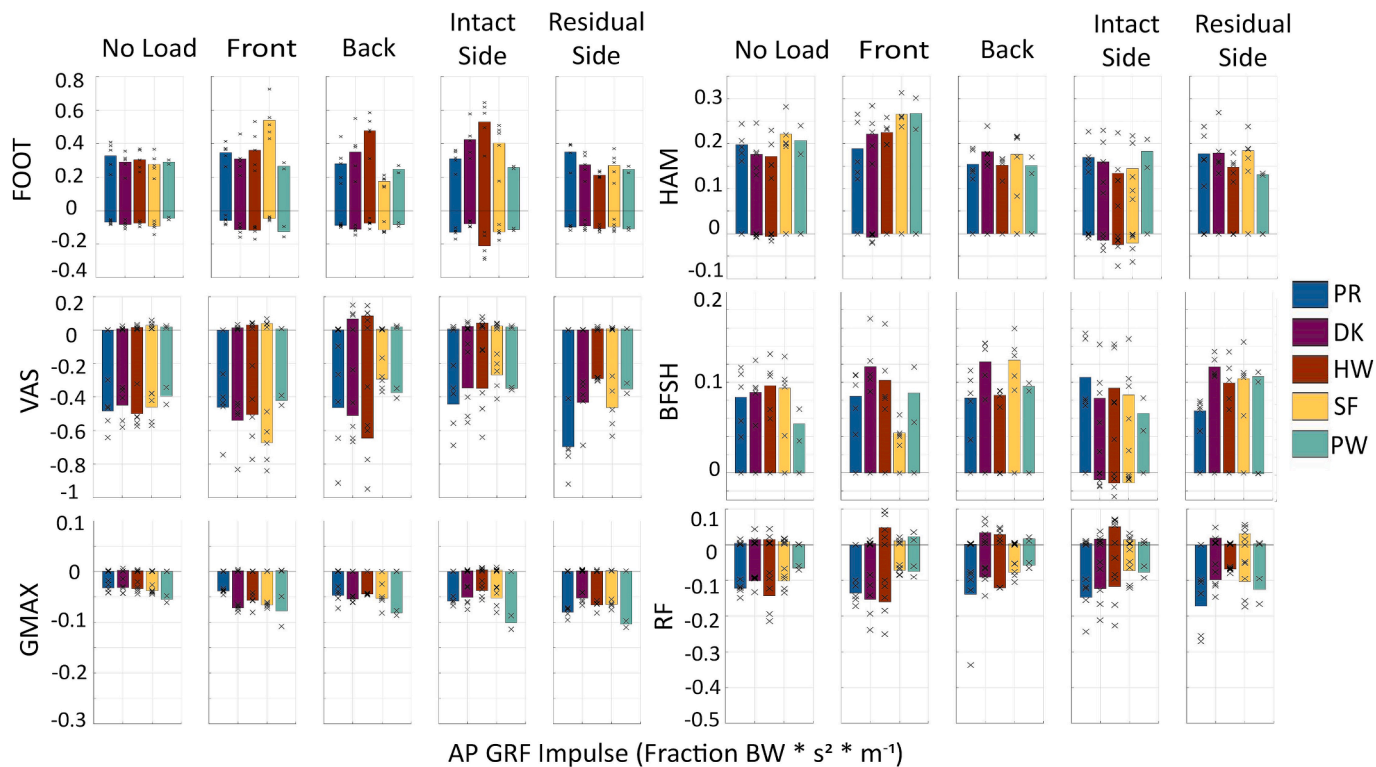 No Load
Front
Back
Intact
Side
Residual
Side
No Load
Front
Back
Intact
Side
Residual
Side
FOOT
0.8
0.6
0.4
0.2
0
-0.2
-0.4
HAM
0.3
0.2
0.1
0
-0.1
VAS
0.2
0
-0.2
-0.4
-0.6
-0.8
-1
BFSH
0.2
0.1
0
GMAX
0.1
0
-0.1
-0.2
-0.3
RF
0.1
0
-0.1
-0.2
-0.3
-0.4
-0.5
PR
DK
HW
SF
PW
AP GRF Impulse (Fraction BW * s² * m⁻¹)